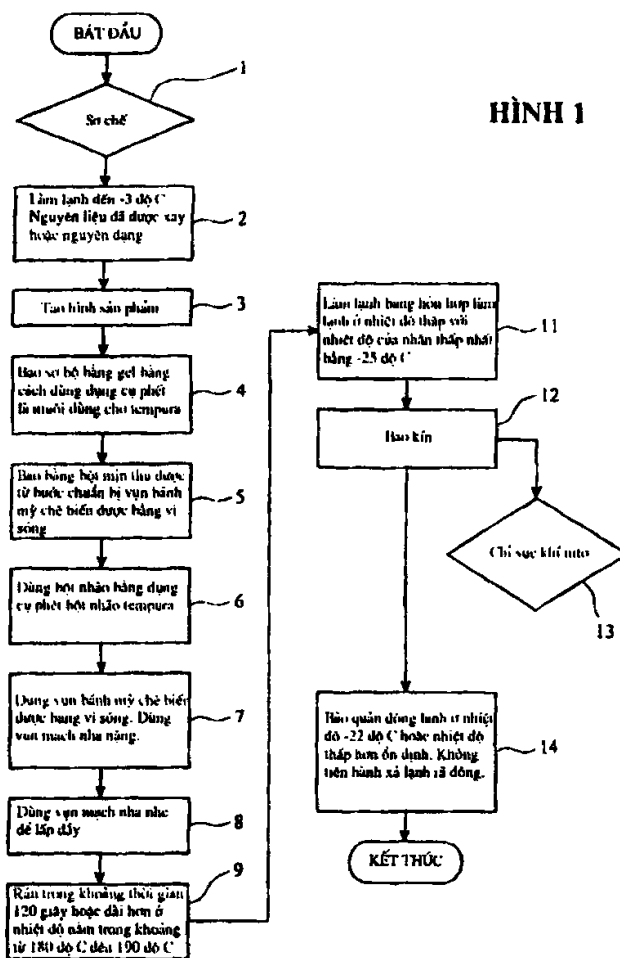 BÁT ĐẦU
1
Sơ chế
HÌNH 1
Làm lạnh đến -3 độ C
Nguyên liệu đã được xay
hoặc nguyên dạng
2
Tạo hình sản phẩm
3
Bao sơ bộ bằng gel bằng
cách dùng dụng cụ phết
là muôi dùng cho tempura
4
Bao bằng bột mịn thu được
từ bước chuẩn bị vụn bánh
mỳ chế biến được bằng vi
sóng
5
Dùng bột nhão bằng dụng
cụ phết bột nhão tempura
6
Dùng vụn bánh mỳ chế biến
được bằng vi sóng. Dùng
vụn mạch nha nặng.
7
Dùng vụn mạch nha nhẹ
để lấp đầy
8
Rán trong khoảng thời gian
120 giây hoặc dài hơn ở
nhiệt độ nằm trong khoảng
từ 180 độ C đến 190 độ C
9
Làm lạnh bằng hỗn hợp làm
lạnh ở nhiệt độ thấp với
nhiệt độ của nhân thấp nhất
bằng -25 độ C
11
Bao kín
12
Chỉ sục khí nitơ
13
Bảo quản đông lạnh ở nhiệt
độ -22 độ C hoặc nhiệt độ
thấp hơn ổn định. Không
tiến hành xả lạnh rã đông.
14
KẾT THÚC